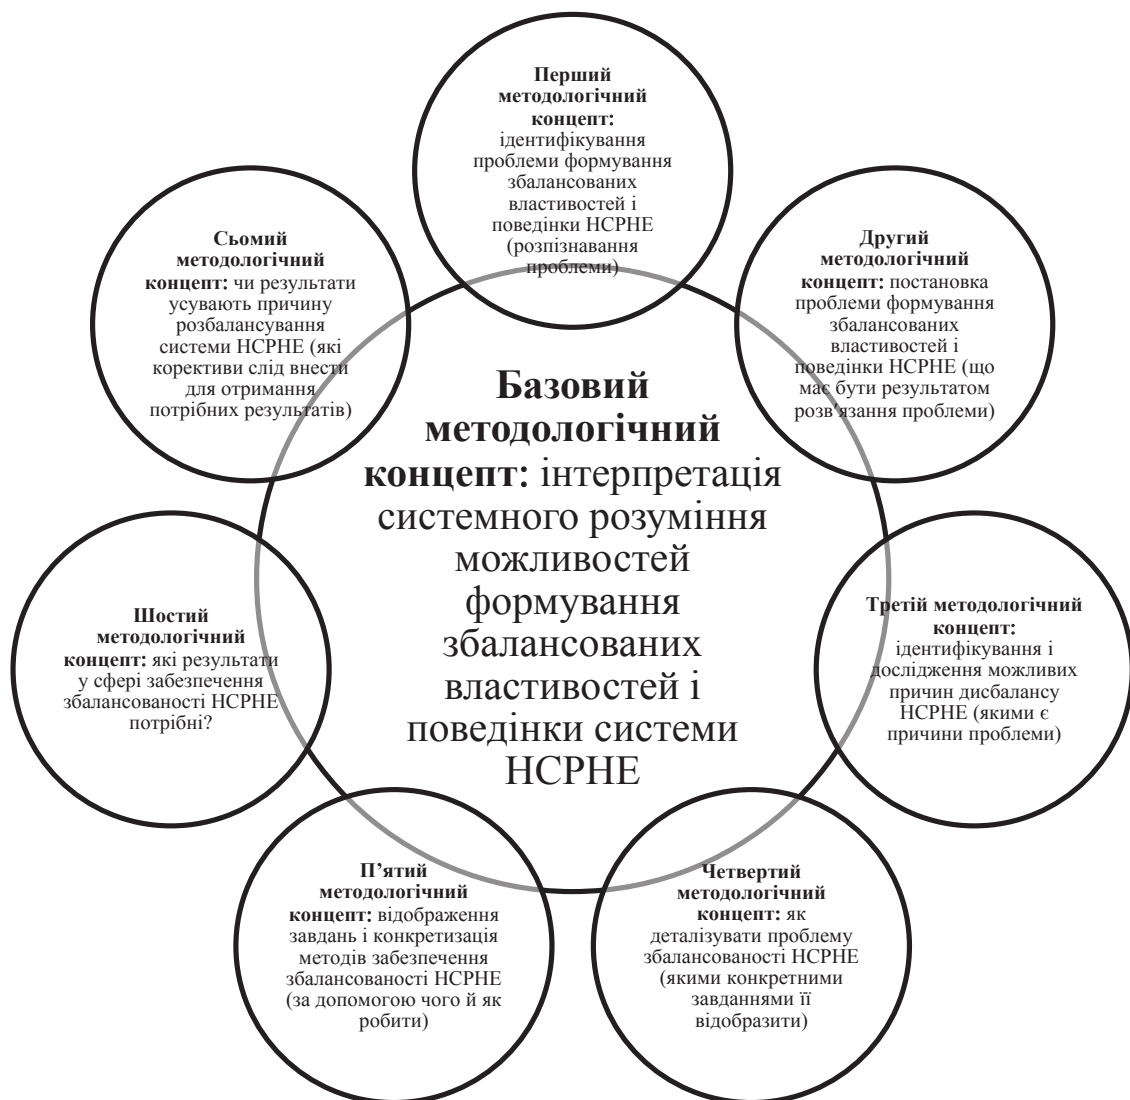 Перший
методологічний
концепт:
ідентифікування
проблеми формування
збалансованих
властивостей і
поведінки НСРНЕ
(розпізнавання
проблеми)
Другий
методологічний
концепт: постановка
проблеми формування
збалансованих
властивостей і
поведінки НСРНЕ (що
має бути результатом
розв'язання проблеми)
Третій методологічний
концепт:
ідентифікування і
дослідження можливих
причин дисбалансу
НСРНЕ (якими є
причини проблеми)
Четвертий
методологічний
концепт: як
деталізувати проблему
збалансованості НСРНЕ
(якими конкретними
завданнями її
відобразити)
П’ятий
методологічний
концепт: відображення
завдань і конкретизація
методів забезпечення
збалансованості НСРНЕ
(за допомогою чого й як
робити)
Шостий
методологічний
концепт: які результати
у сфері забезпечення
збалансованості НСРНЕ
потрібні?
Сьомий
методологічний
концепт: чи результати
усувають причину
розбалансування
системи НСРНЕ (які
корективи слід внести
для отримання
потрібних результатів)
Базовий
методологічний
концепт: інтерпретація
системного розуміння
можливостей
формування
збалансованих
властивостей і
поведінки системи
НСРНЕ